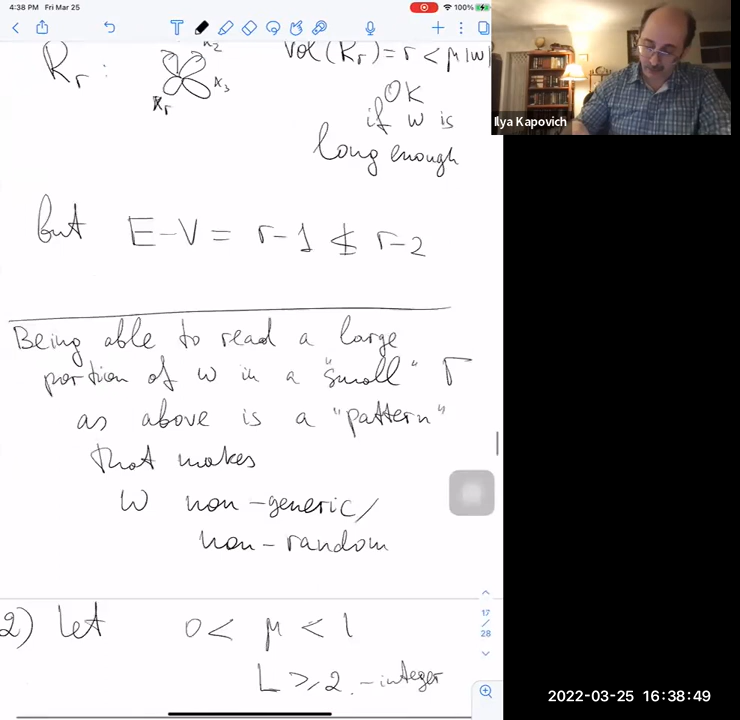 4:38 PM Fri Mar 25
100%
R_r :
x_2
x_3
x_r
vol(R_r) = r < μ|w|
OK
if w is
long enough
but E-V = r-1 ≰ r-2
Being able to read a large
portion of w in a "small" Γ
as above is a "pattern"
that makes
w non-generic/
non-random
2) Let 0 < μ < 1
L ≥ 2 - integer
17
/
28
Ilya Kapovich
2022-03-25 16:38:49